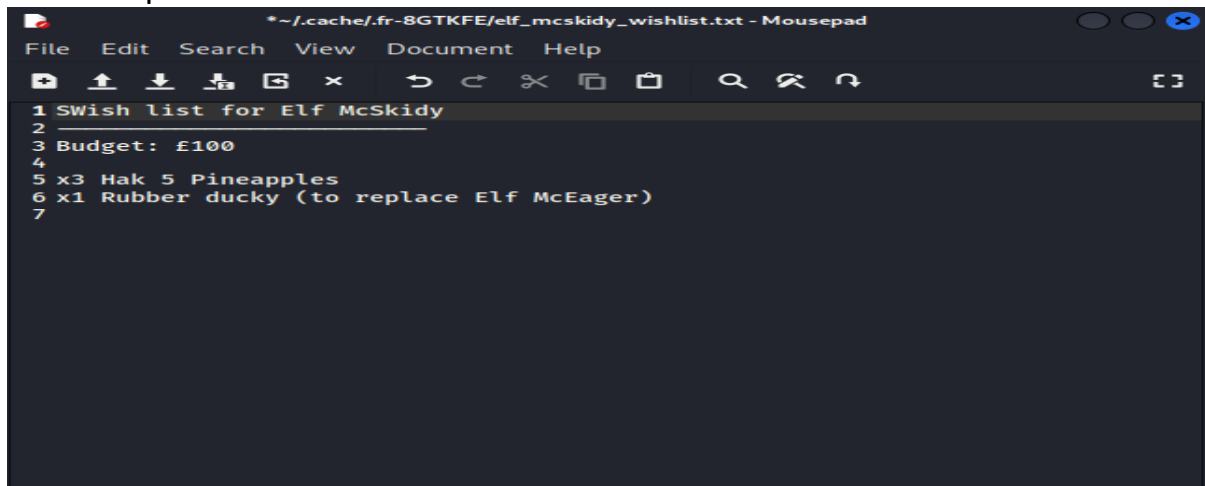 *~/.cache/.fr-8GTKFE/elf_mcskidy_wishlist.txt - Mousepad
File Edit Search View Document Help
1 SWish list for Elf McSkidy
2 ————————————————
3 Budget: £100
4
5 x3 Hak 5 Pineapples
6 x1 Rubber ducky (to replace Elf McEager)
7